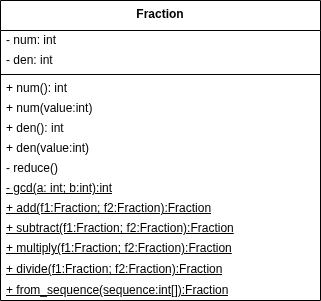 Fraction
- num: int
- den: int
+ num(): int
+ num(value:int)
+ den(): int
+ den(value:int)
- reduce()
- gcd(a: int; b:int):int
+ add(f1:Fraction; f2:Fraction):Fraction
+ subtract(f1:Fraction; f2:Fraction):Fraction
+ multiply(f1:Fraction; f2:Fraction):Fraction
+ divide(f1:Fraction; f2:Fraction):Fraction
+ from_sequence(sequence:int[]):Fraction